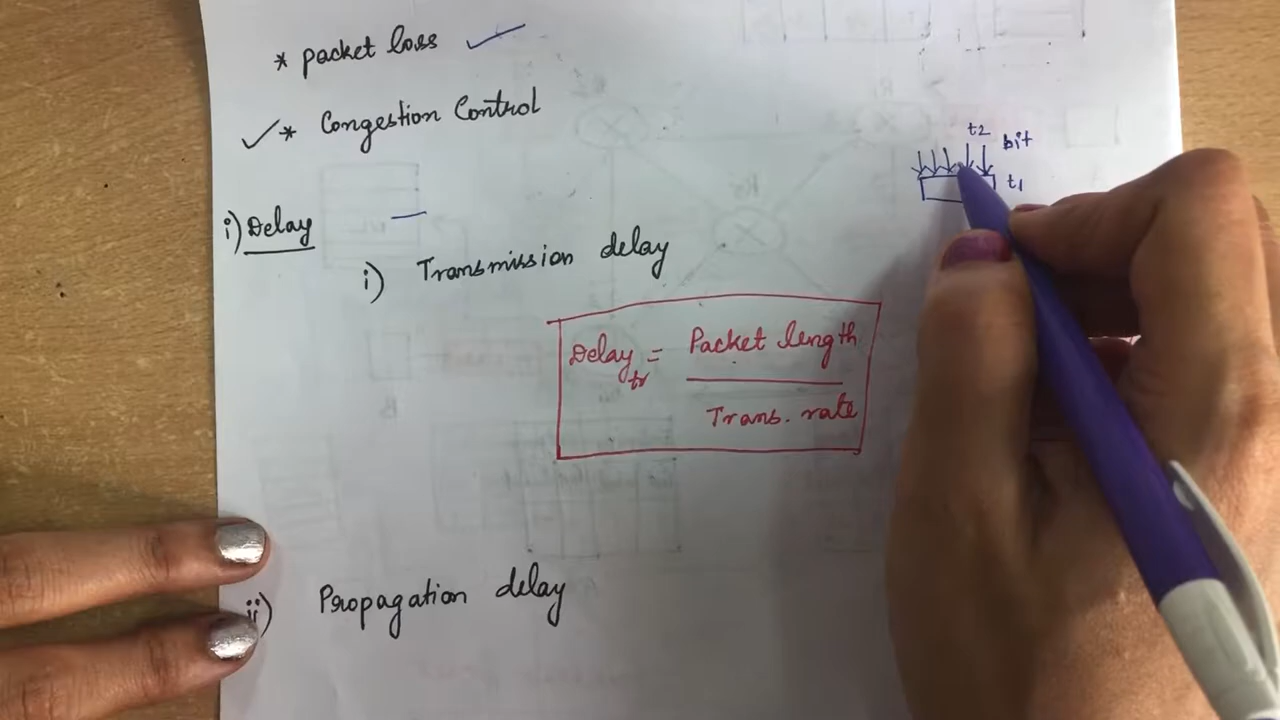 * packet loss ✓
✓ * Congestion Control
t2
bit
t1
i) Delay —
i) Transmission delay
Delay tr = Packet length
Trans. rate
ii) Propagation delay